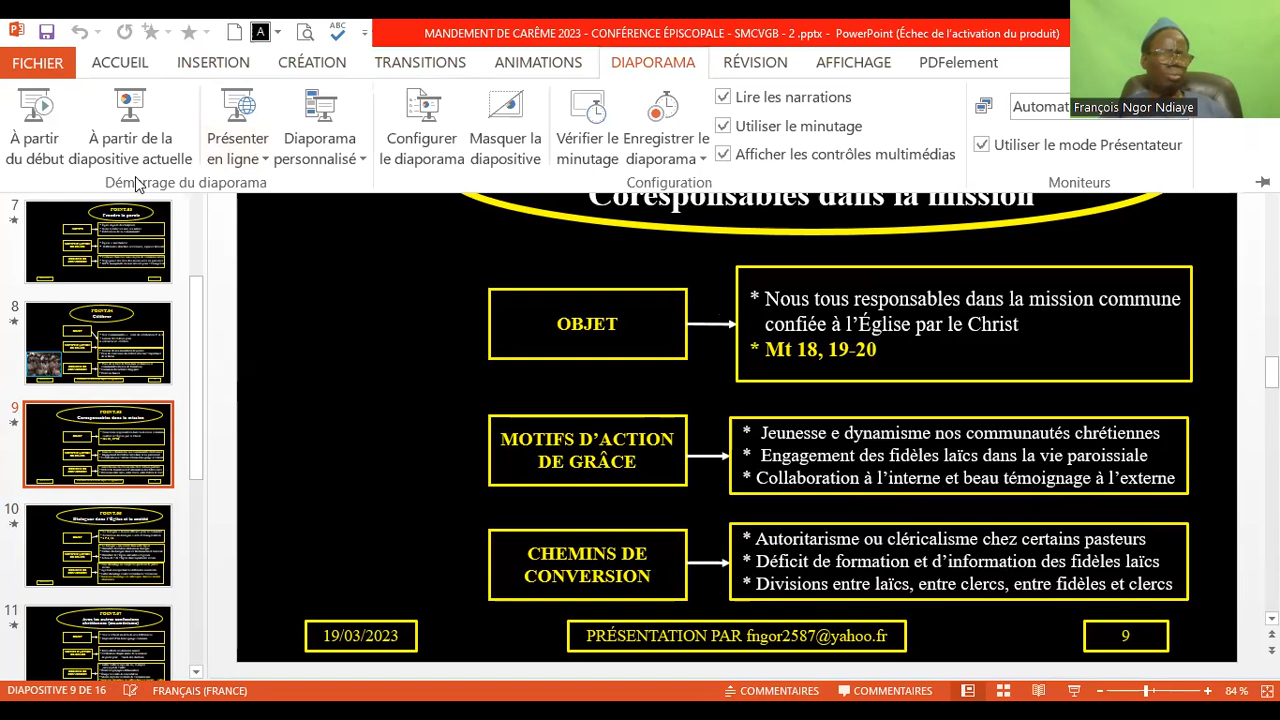 MANDEMENT DE CARÊME 2023 - CONFÉRENCE ÉPISCOPALE - SMCVGB - 2 .pptx - PowerPoint (Échec de l'activation du produit)
FICHIER ACCUEIL INSERTION CRÉATION TRANSITIONS ANIMATIONS DIAPORAMA RÉVISION AFFICHAGE PDFelement
À partir du début
À partir de la diapositive actuelle
Présenter en ligne
Diaporama personnalisé
Configurer le diaporama
Masquer la diapositive
Vérifier le minutage
Enregistrer le diaporama
Lire les narrations
Utiliser le minutage
Afficher les contrôles multimédias
Automat
Utiliser le mode Présentateur
François Ngor Ndiaye
Démarrage du diaporama
Configuration
Moniteurs
ABC
A
7
8
9
10
11
Coresponsables dans la mission
OBJET
* Nous tous responsables dans la mission commune
confiée à l'Église par le Christ
* Mt 18, 19-20
MOTIFS D'ACTION
DE GRÂCE
* Jeunesse e dynamisme nos communautés chrétiennes
* Engagement des fidèles laïcs dans la vie paroissiale
* Collaboration à l'interne et beau témoignage à l'externe
CHEMINS DE
CONVERSION
* Autoritarisme ou cléricalisme chez certains pasteurs
* Déficit de formation et d'information des fidèles laïcs
* Divisions entre laïcs, entre clercs, entre fidèles et clercs
19/03/2023
PRÉSENTATION PAR fngor2587@yahoo.fr
9
DIAPOSITIVE 9 DE 16 FRANÇAIS (FRANCE) COMMENTAIRES COMMENTAIRES 84 %